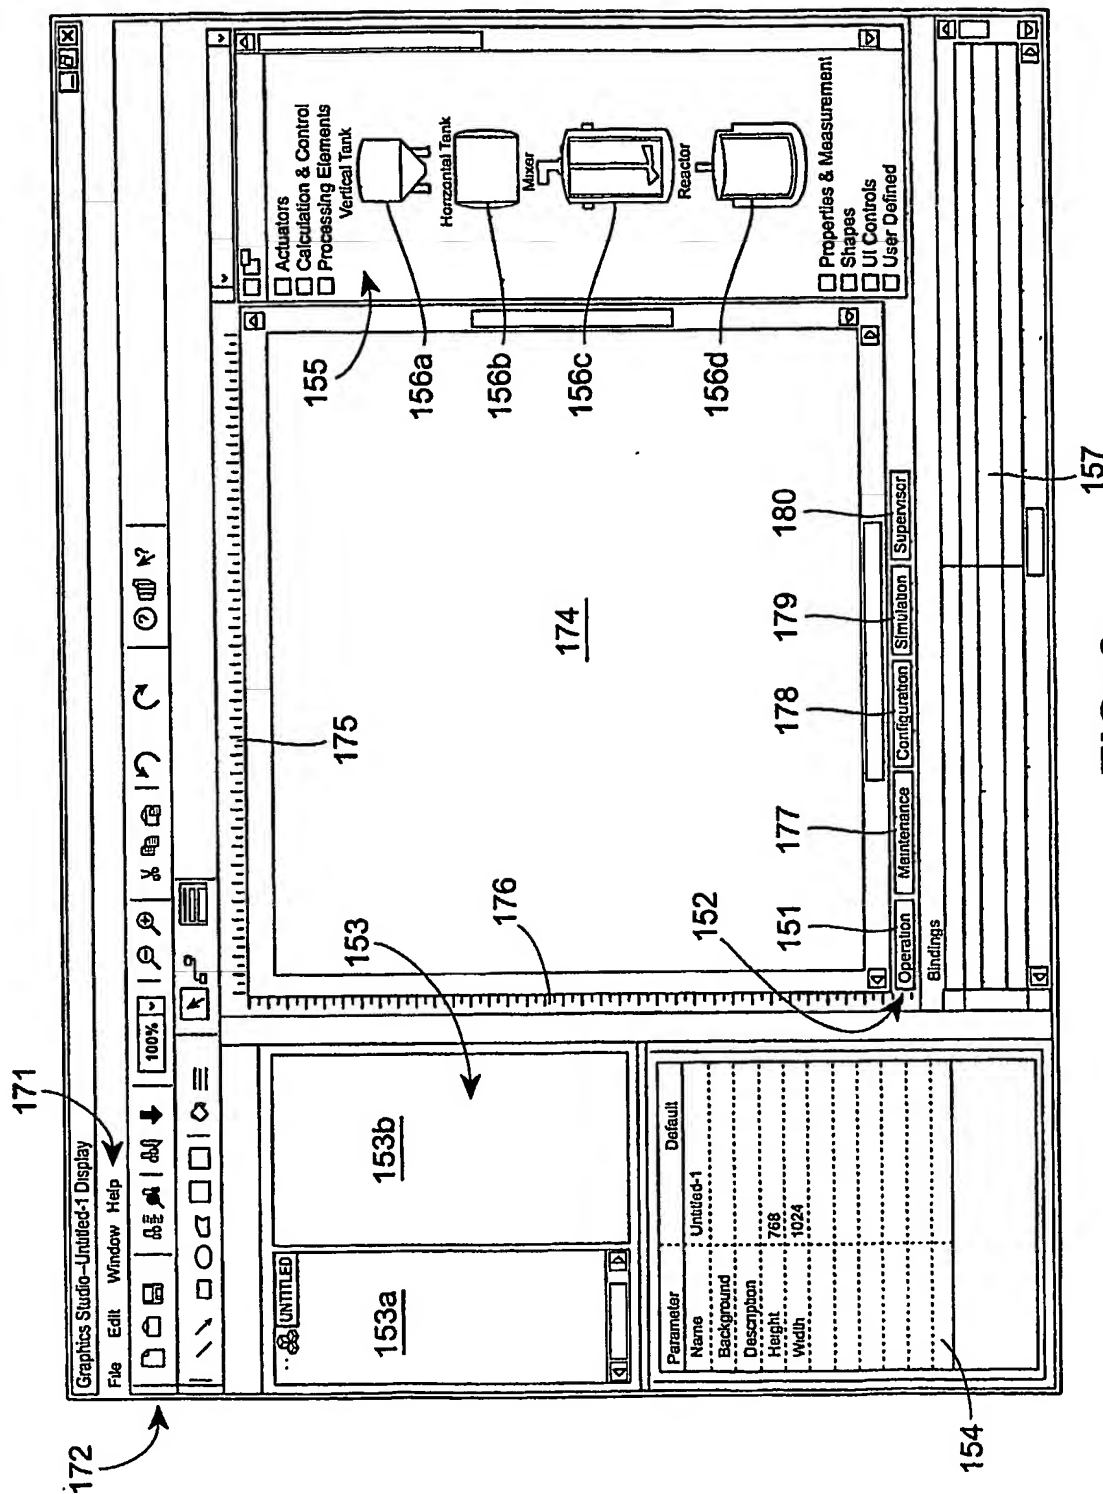 171
172
Graphics Studio–Untitled-1 Display
File Edit Window Help
100%
?
?
UNTITLED
153a
153b
153
Parameter Default
Name Untitled-1
Background
Description
Height 768
Width 1024
154
175
176
174
152
151
177
178
179
180
Operation Maintenance Configuration Simulation Supervisor
Bindings
157
155
Actuators
Calculation & Control
Processing Elements
Vertical Tank
156a
Horizontal Tank
156b
Mixer
156c
Reactor
156d
Properties & Measurement
Shapes
UI Controls
User Defined